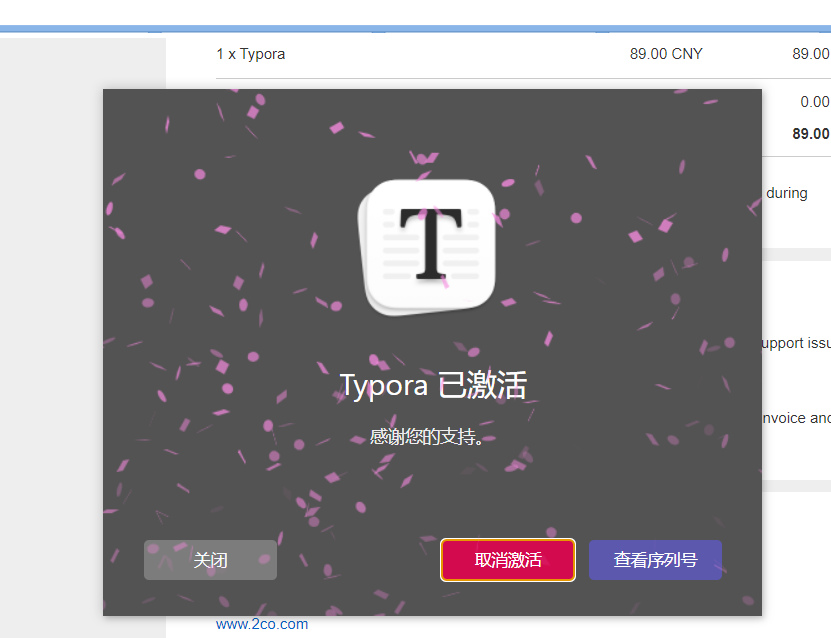 1 x Typora 89.00 CNY 89.00
0.00
89.00
during
T
upport issu
Typora 已激活
nvoice and
感谢您的支持。
关闭 取消激活 查看序列号
www.2co.com